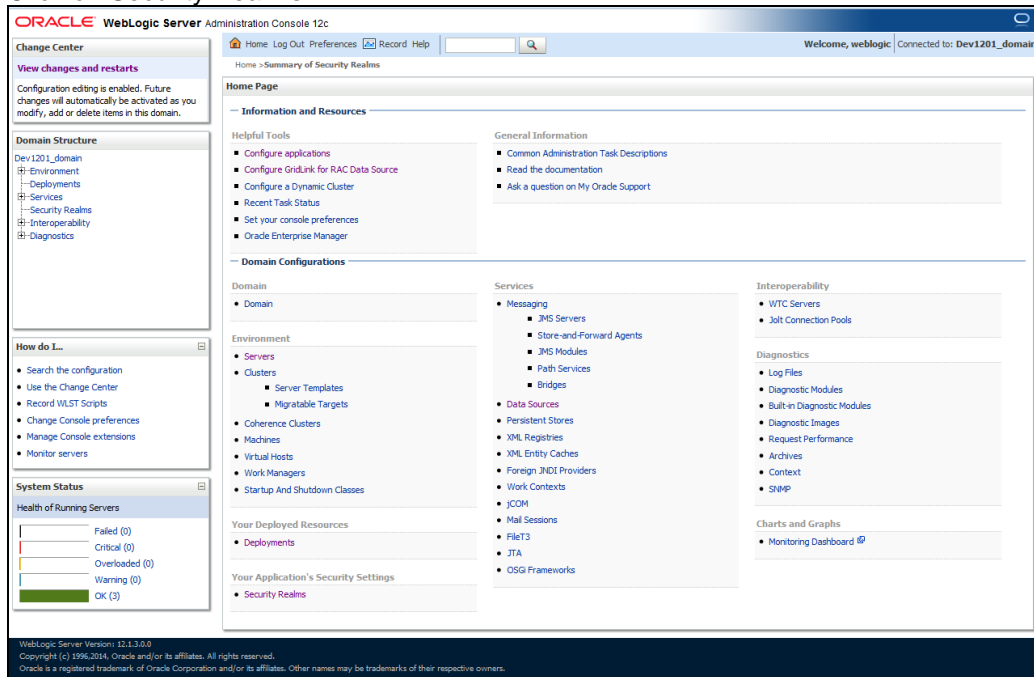 ORACLE WebLogic Server Administration Console 12c
Change Center
View changes and restarts
Configuration editing is enabled. Future
changes will automatically be activated as you
modify, add or delete items in this domain.
Domain Structure
Dev1201_domain
Environment
Deployments
Services
Security Realms
Interoperability
Diagnostics
How do I...
Search the configuration
Use the Change Center
Record WLST Scripts
Change Console preferences
Manage Console extensions
Monitor servers
System Status
Health of Running Servers
Failed (0)
Critical (0)
Overloaded (0)
Warning (0)
OK (3)
Home Log Out Preferences Record Help
Welcome, weblogic Connected to: Dev1201_domain
Home >Summary of Security Realms
Home Page
Information and Resources
Helpful Tools
Configure applications
Configure GridLink for RAC Data Source
Configure a Dynamic Cluster
Recent Task Status
Set your console preferences
Oracle Enterprise Manager
General Information
Common Administration Task Descriptions
Read the documentation
Ask a question on My Oracle Support
Domain Configurations
Domain
Domain
Environment
Servers
Clusters
Server Templates
Migratable Targets
Coherence Clusters
Machines
Virtual Hosts
Work Managers
Startup And Shutdown Classes
Your Deployed Resources
Deployments
Your Application's Security Settings
Security Realms
Services
Messaging
JMS Servers
Store-and-Forward Agents
JMS Modules
Path Services
Bridges
Data Sources
Persistent Stores
XML Registries
XML Entity Caches
Foreign JNDI Providers
Work Contexts
jCOM
Mail Sessions
FileT3
JTA
OSGi Frameworks
Interoperability
WTC Servers
Jolt Connection Pools
Diagnostics
Log Files
Diagnostic Modules
Built-in Diagnostic Modules
Diagnostic Images
Request Performance
Archives
Context
SNMP
Charts and Graphs
Monitoring Dashboard
WebLogic Server Version: 12.1.3.0.0
Copyright (c) 1996,2014, Oracle and/or its affiliates. All rights reserved.
Oracle is a registered trademark of Oracle Corporation and/or its affiliates. Other names may be trademarks of their respective owners.